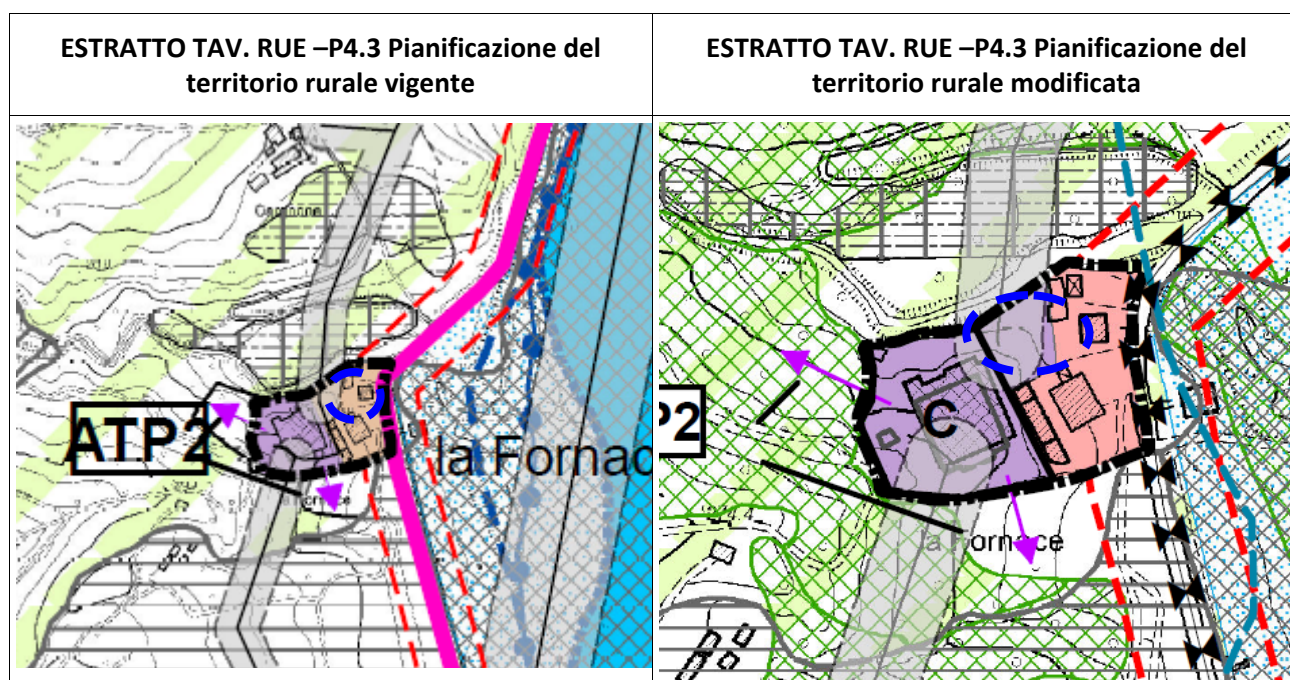 ESTRATTO TAV. RUE –P4.3 Pianificazione del
territorio rurale vigente
ESTRATTO TAV. RUE –P4.3 Pianificazione del
territorio rurale modificata
ATP2
la Fornac
P2
C
la Fornace